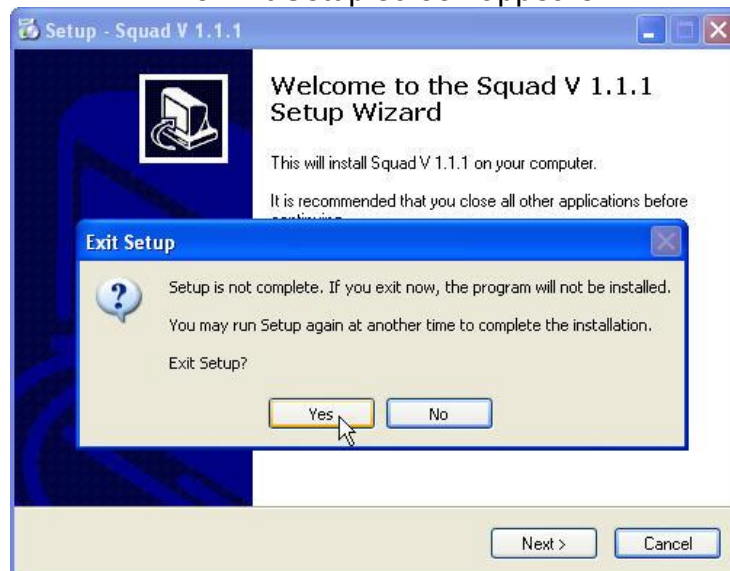 Setup - Squad V 1.1.1
Welcome to the Squad V 1.1.1
Setup Wizard
This will install Squad V 1.1.1 on your computer.
It is recommended that you close all other applications before
Exit Setup
Setup is not complete. If you exit now, the program will not be installed.
You may run Setup again at another time to complete the installation.
Exit Setup?
Yes
No
Next >
Cancel